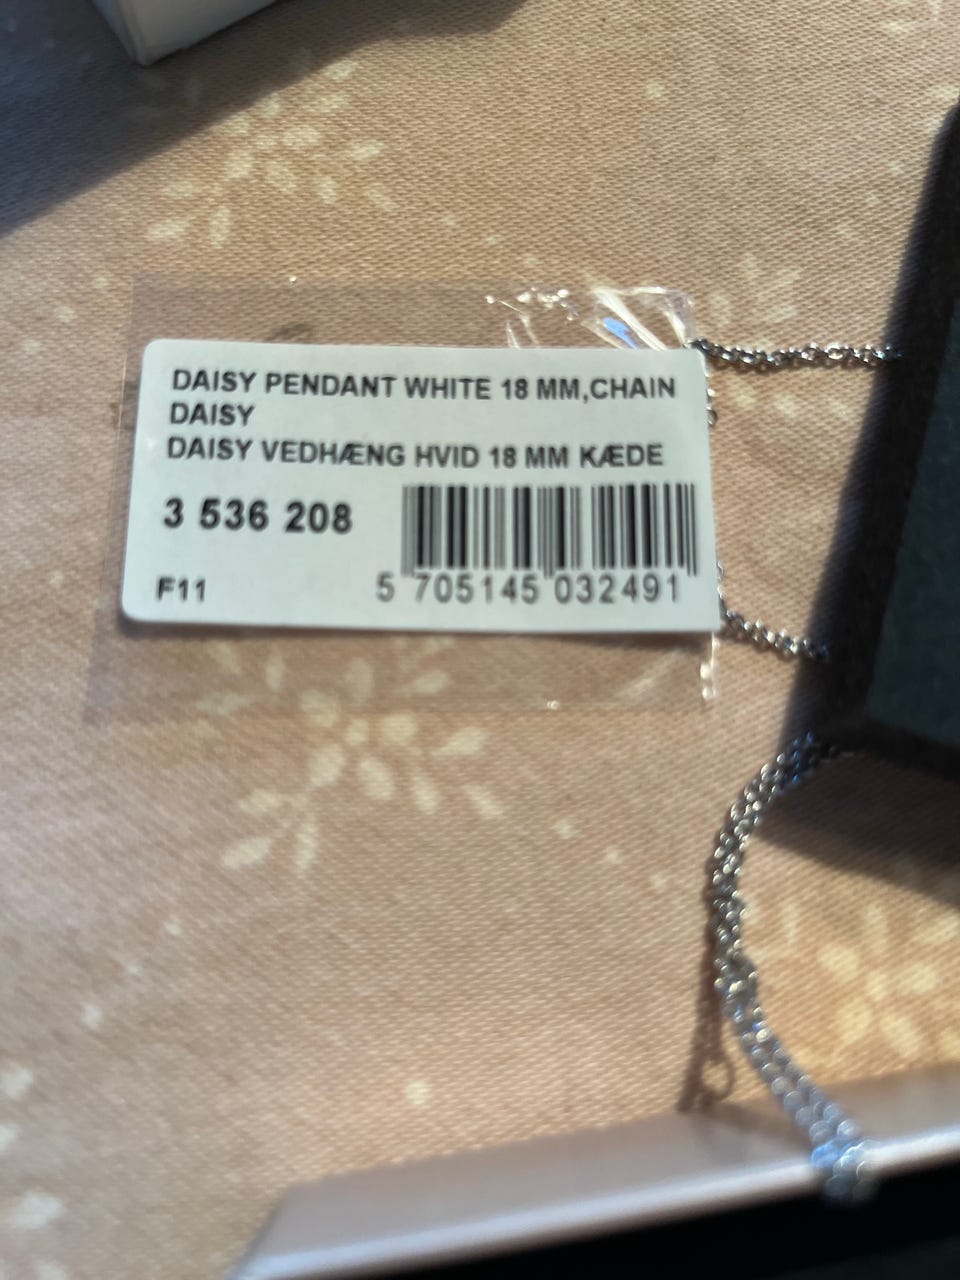 DAISY PENDANT WHITE 18 MM,CHAIN
DAISY
DAISY VEDHÆNG HVID 18 MM KÆDE
3 536 208
F11
5 705145 032491